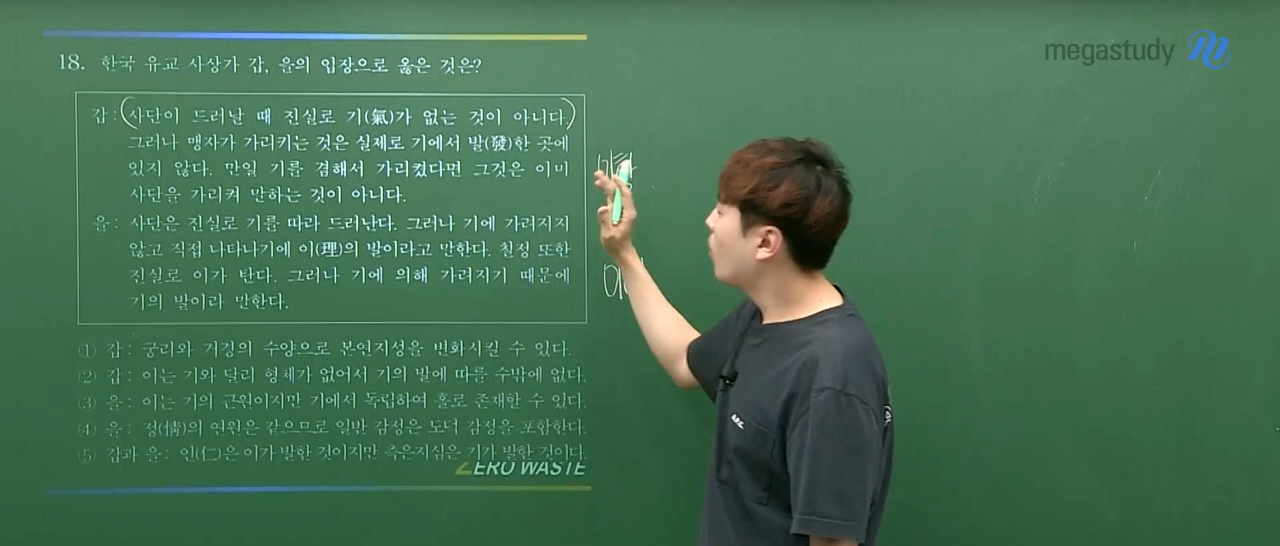 megastudy
18. 한국 유교 사상가 갑, 을의 입장으로 옳은 것은?
갑: 사단이 드러날 때 진실로 기(氣)가 없는 것이 아니다.
그러나 맹자가 가리키는 것은 실제로 기에서 발(發)한 곳에
있지 않다. 만일 기를 겸해서 가리켰다면 그것은 이미
사단을 가리켜 말하는 것이 아니다.
을: 사단은 진실로 기를 따라 드러난다. 그러나 기에 가려지지
않고 직접 나타나기에 이(理)의 발이라고 말한다. 칠정 또한
진실로 이가 탄다. 그러나 기에 의해 가려지기 때문에
기의 발이라 말한다.
① 갑: 궁리와 거경의 수양으로 본연지성을 변화시킬 수 있다.
② 갑: 이는 기와 달리 형체가 없어서 기의 발에 따를 수밖에 없다.
③ 을: 이는 기의 근원이지만 기에서 독립하여 홀로 존재할 수 있다.
④ 을: 정(情)의 연원은 같으므로 일반 감정은 도덕 감정을 포함한다.
⑤ 갑과 을: 인(仁)은 이가 발한 것이지만 측은지심은 기가 발한 것이다.
ZERO WASTE